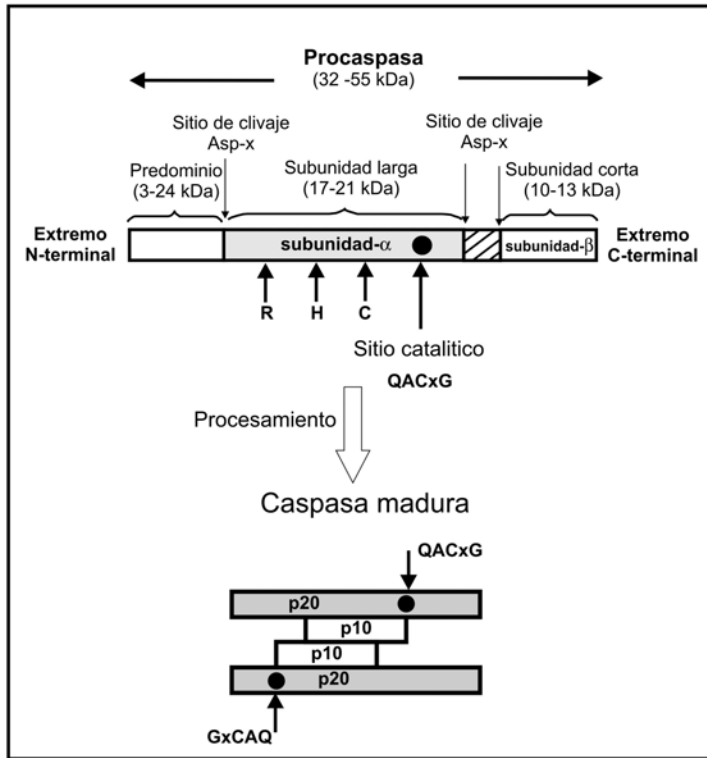 Procaspasa
(32 -55 kDa)
Sitio de clivaje
Asp-x
Sitio de clivaje
Asp-x
Predominio
(3-24 kDa)
Subunidad larga
(17-21 kDa)
Subunidad corta
(10-13 kDa)
Extremo
N-terminal
subunidad-α
subunidad-β
Extremo
C-terminal
R
H
C
Sitio catalitico
QACxG
Procesamiento
Caspasa madura
QACxG
p20
p10
p10
p20
GxCAQ